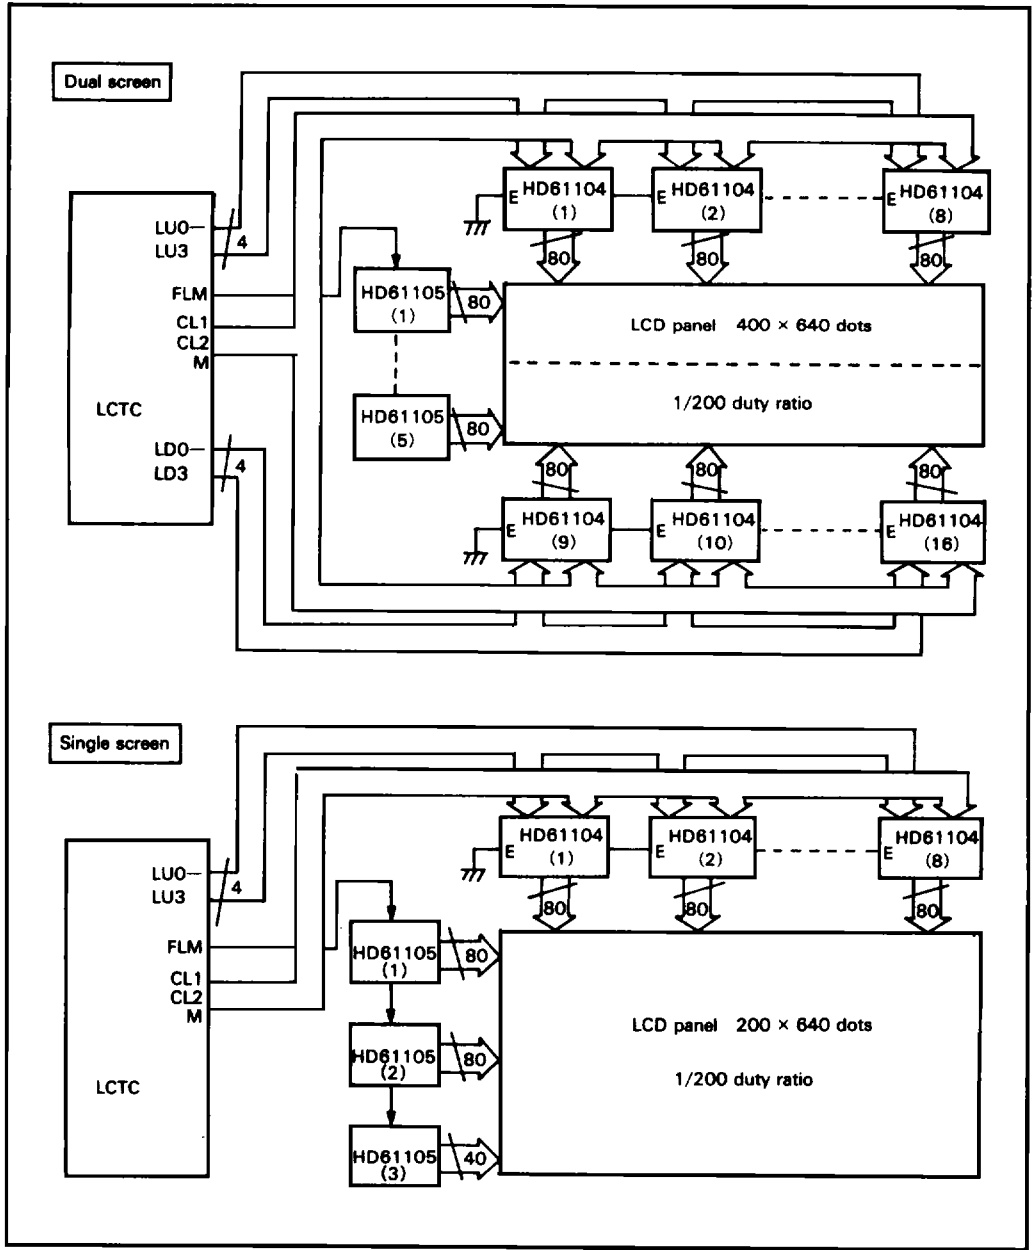 Dual screen
E HD61104
(1)
E HD61104
(2)
E HD61104
(8)
80
80
80
LU0—
LU3
4
FLM
CL1
CL2
M
LCTC
LD0—
LD3
4
HD61105
(1)
80
HD61105
(5)
80
LCD panel 400 × 640 dots
1/200 duty ratio
80
80
80
E HD61104
(9)
E HD61104
(10)
E HD61104
(16)
Single screen
E HD61104
(1)
E HD61104
(2)
E HD61104
(8)
80
80
80
LU0—
LU3
4
FLM
CL1
CL2
M
LCTC
HD61105
(1)
80
HD61105
(2)
80
HD61105
(3)
40
LCD panel 200 × 640 dots
1/200 duty ratio